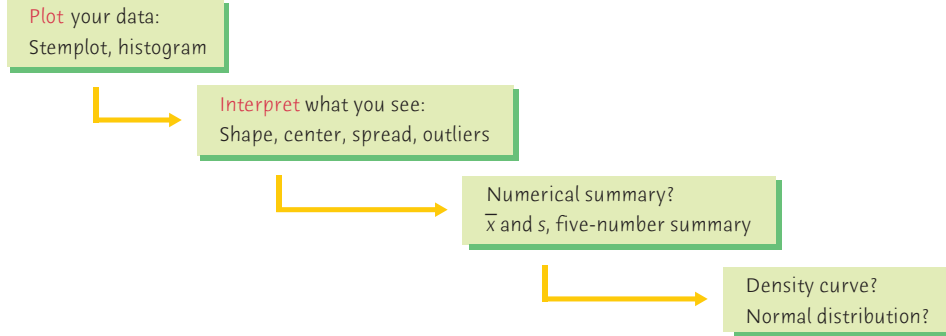 Plot your data:
Stemplot, histogram
Interpret what you see:
Shape, center, spread, outliers
Numerical summary?
x̅ and s, five-number summary
Density curve?
Normal distribution?